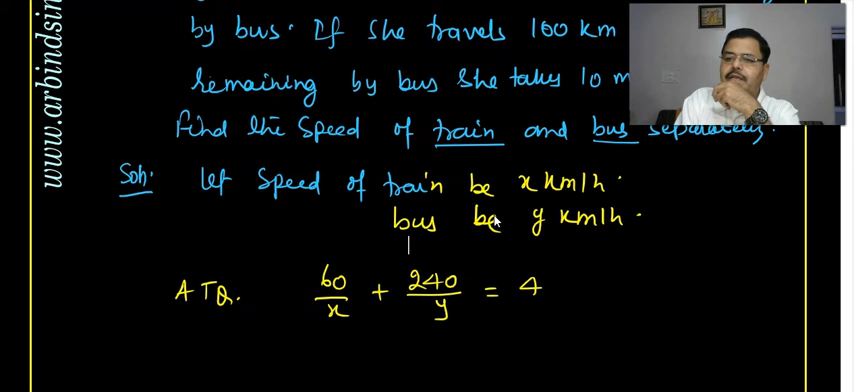 www.arbindsin
by bus. If She travels 100 km
remaining by bus She takes 10 m
Find the Speed of train and bus separately.
Soln. Let Speed of train be x km/h.
bus be y km/h.
ATQ. 60/x + 240/y = 4